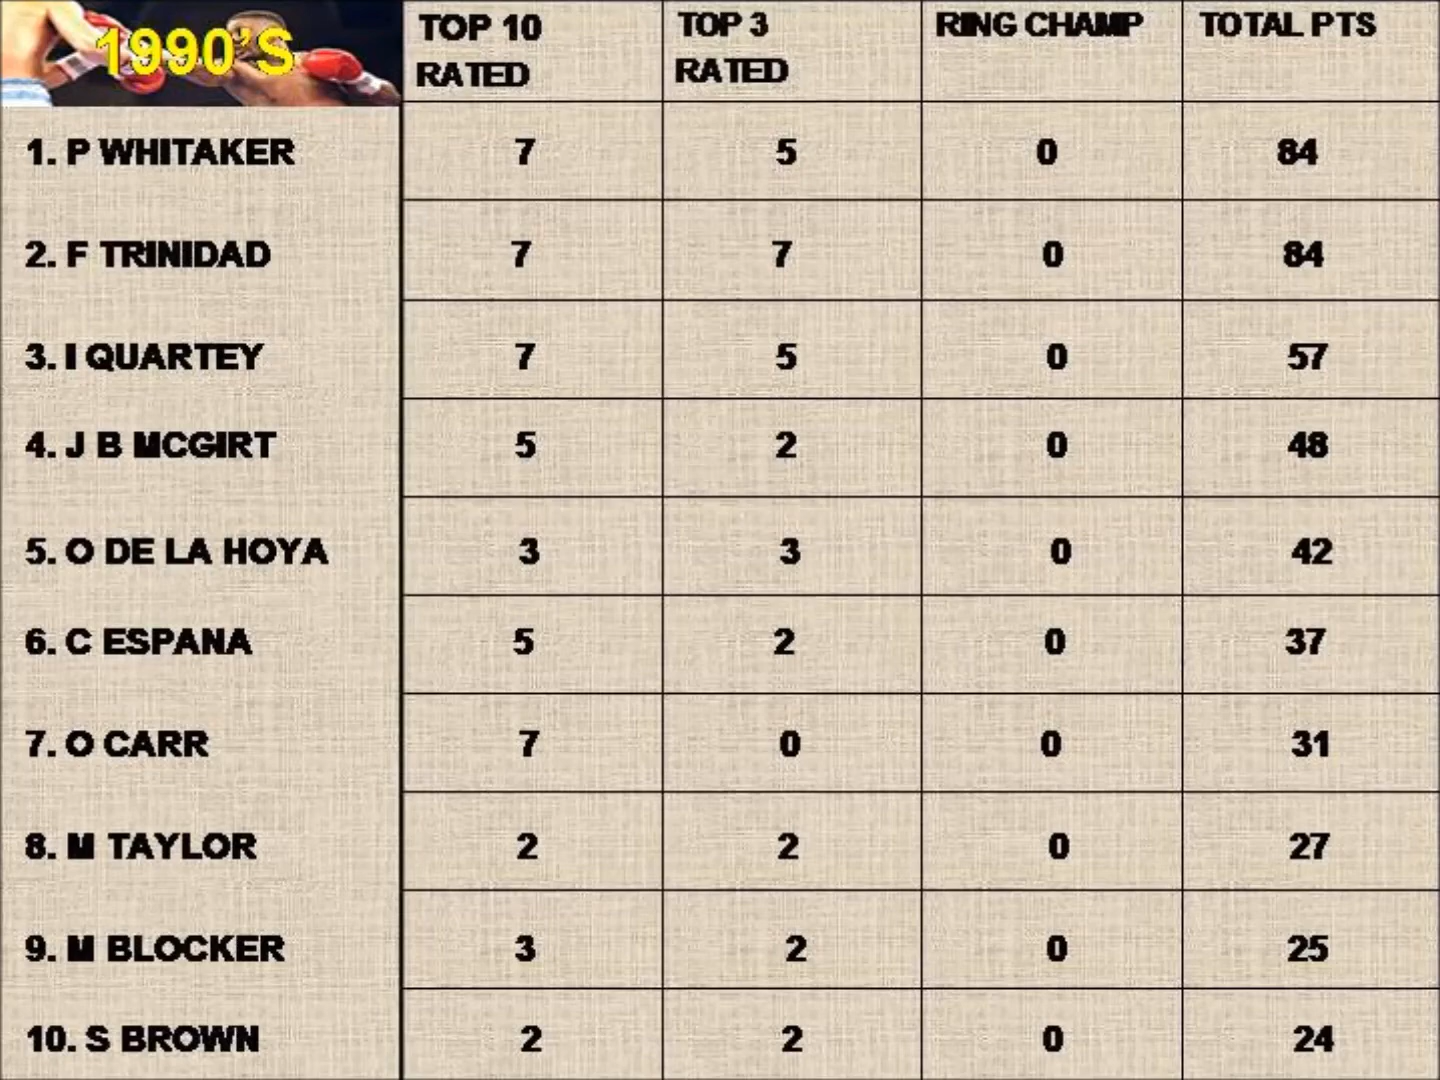 1990'S TOP 10 RATED TOP 3 RATED RING CHAMP TOTAL PTS
1. P WHITAKER 7 5 0 84
2. F TRINIDAD 7 7 0 84
3. I QUARTEY 7 5 0 57
4. J B MCGIRT 5 2 0 48
5. O DE LA HOYA 3 3 0 42
6. C ESPANA 5 2 0 37
7. O CARR 7 0 0 31
8. M TAYLOR 2 2 0 27
9. M BLOCKER 3 2 0 25
10. S BROWN 2 2 0 24